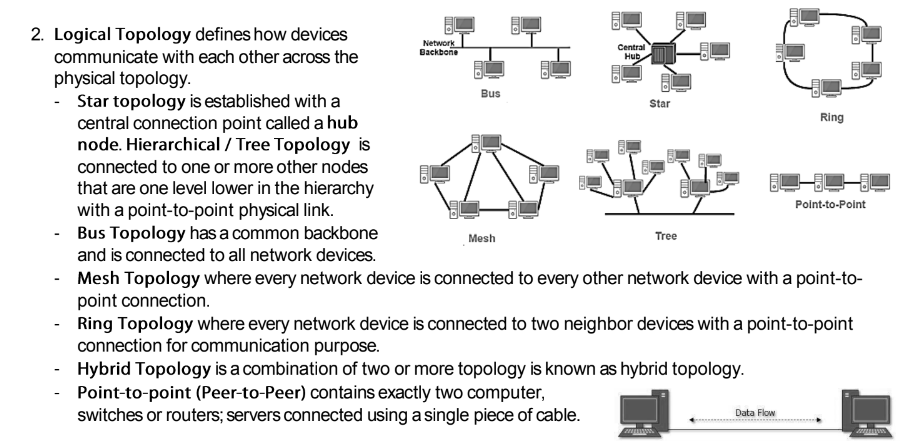 2. Logical Topology defines how devices
communicate with each other across the
physical topology.
- Star topology is established with a
central connection point called a hub
node. Hierarchical / Tree Topology is
connected to one or more other nodes
that are one level lower in the hierarchy
with a point-to-point physical link.
- Bus Topology has a common backbone
and is connected to all network devices.
- Mesh Topology where every network device is connected to every other network device with a point-to-
point connection.
- Ring Topology where every network device is connected to two neighbor devices with a point-to-point
connection for communication purpose.
- Hybrid Topology is a combination of two or more topology is known as hybrid topology.
- Point-to-point (Peer-to-Peer) contains exactly two computer,
switches or routers; servers connected using a single piece of cable.
Network
Backbone
Bus
Central
Hub
Star
Ring
Mesh
Tree
Point-to-Point
Data Flow